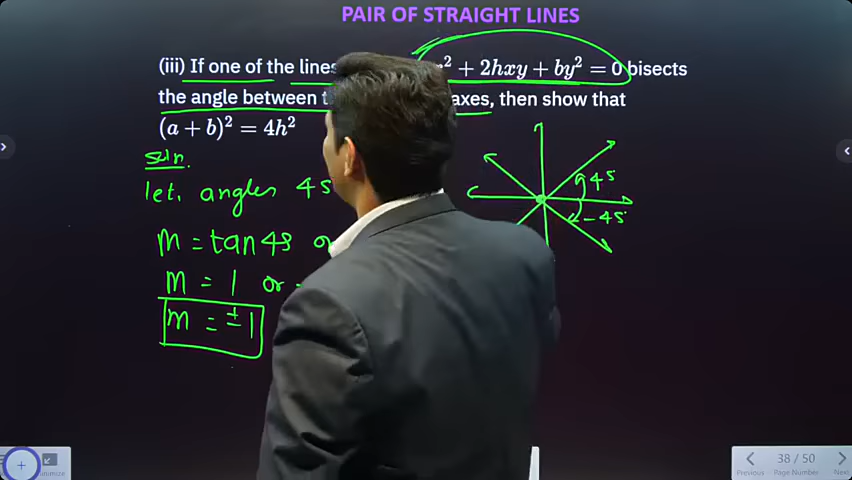 PAIR OF STRAIGHT LINES
(iii) If one of the lines x² + 2hxy + by² = 0 bisects
the angle between axes, then show that
(a + b)² = 4h²
soln.
let, angles 45
m = tan 45 or
m = 1 or -
m = ±1
45°
-45°
38 / 50
Previous Page Number Next